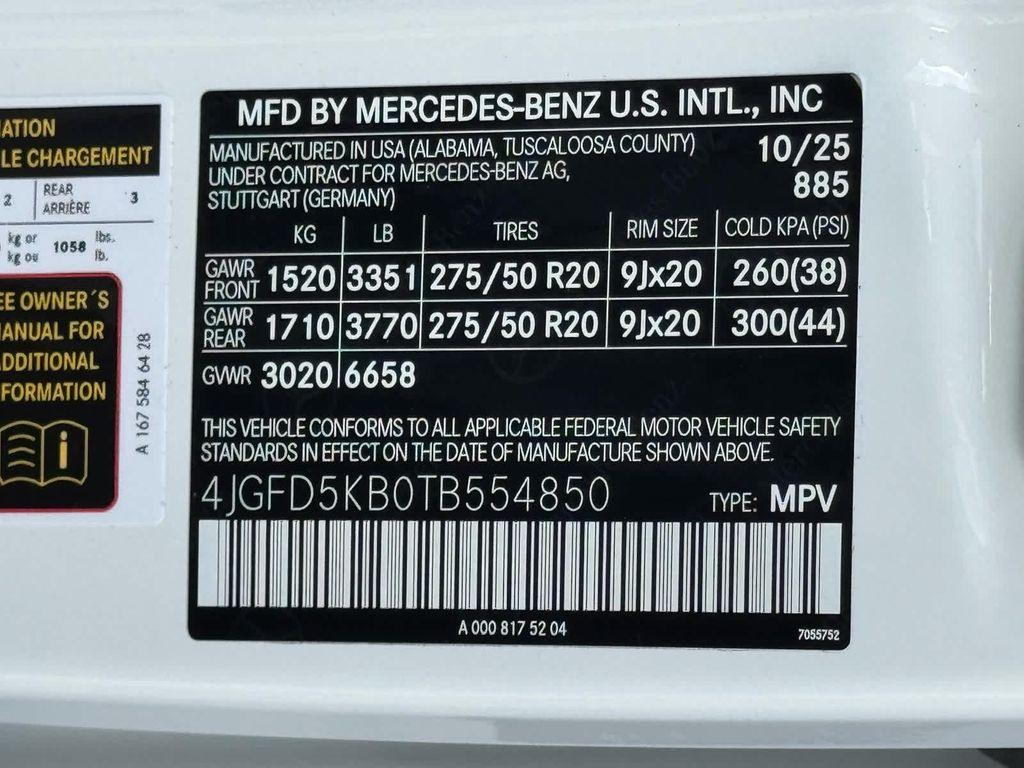 ATION
LE CHARGEMENT
2 REAR ARRIÈRE 3
kg or kg ou 1058 lbs. lb.
EE OWNER´S
ANUAL FOR
DDITIONAL
FORMATION
i
A 167 584 64 28
MFD BY MERCEDES-BENZ U.S. INTL., INC
MANUFACTURED IN USA (ALABAMA, TUSCALOOSA COUNTY) 10/25
UNDER CONTRACT FOR MERCEDES-BENZ AG, 885
STUTTGART (GERMANY)
KG LB TIRES RIM SIZE COLD KPA (PSI)
GAWR FRONT 1520 3351 275/50 R20 9Jx20 260(38)
GAWR REAR 1710 3770 275/50 R20 9Jx20 300(44)
GVWR 3020 6658
THIS VEHICLE CONFORMS TO ALL APPLICABLE FEDERAL MOTOR VEHICLE SAFETY
STANDARDS IN EFFECT ON THE DATE OF MANUFACTURE SHOWN ABOVE.
4JGFD5KB0TB554850 TYPE: MPV
A 000 817 52 04
7055752